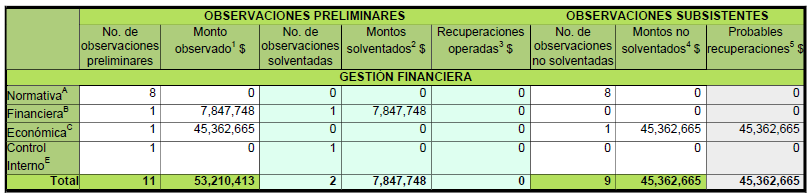 OBSERVACIONES PRELIMINARES OBSERVACIONES SUBSISTENTES
No. de observaciones preliminares Monto observado¹ $ No. de observaciones solventadas Montos solventados² $ Recuperaciones operadas³ $ No. de observaciones no solventadas Montos no solventados⁴ $ Probables recuperaciones⁵ $
GESTIÓN FINANCIERA
Normativaᴬ 8 0 0 0 0 8 0 0
Financieraᴮ 1 7,847,748 1 7,847,748 0 0 0 0
Económicaᶜ 1 45,362,665 0 0 0 1 45,362,665 45,362,665
Control Internoᴱ 1 0 1 0 0 0 0 0
Total 11 53,210,413 2 7,847,748 0 9 45,362,665 45,362,665